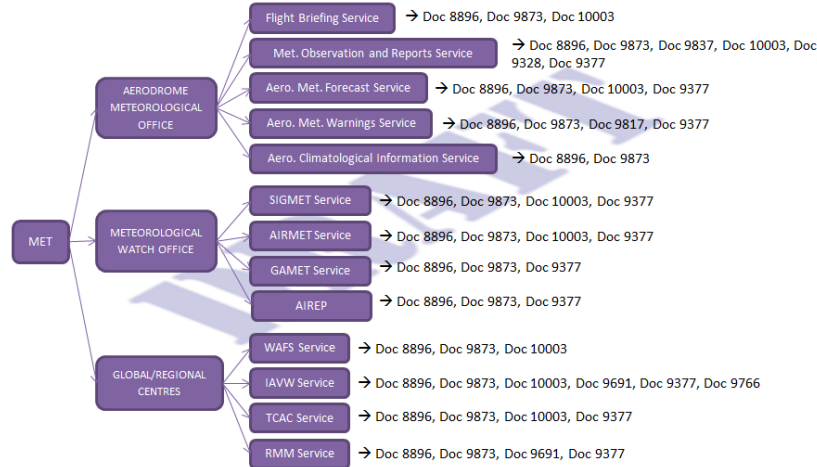 MET
AERODROME
METEOROLOGICAL
OFFICE
Flight Briefing Service → Doc 8896, Doc 9873, Doc 10003
Met. Observation and Reports Service → Doc 8896, Doc 9873, Doc 9837, Doc 10003, Doc
9328, Doc 9377
Aero. Met. Forecast Service → Doc 8896, Doc 9873, Doc 10003, Doc 9377
Aero. Met. Warnings Service → Doc 8896, Doc 9873, Doc 9817, Doc 9377
Aero. Climatological Information Service → Doc 8896, Doc 9873
METEOROLOGICAL
WATCH OFFICE
SIGMET Service → Doc 8896, Doc 9873, Doc 10003, Doc 9377
AIRMET Service → Doc 8896, Doc 9873, Doc 10003, Doc 9377
GAMET Service → Doc 8896, Doc 9873, Doc 9377
AIREP → Doc 8896, Doc 9873, Doc 9377
GLOBAL/REGIONAL
CENTRES
WAFS Service → Doc 8896, Doc 9873, Doc 10003
IAVW Service → Doc 8896, Doc 9873, Doc 10003, Doc 9691, Doc 9377, Doc 9766
TCAC Service → Doc 8896, Doc 9873, Doc 10003, Doc 9377
RMM Service → Doc 8896, Doc 9873, Doc 9691, Doc 9377